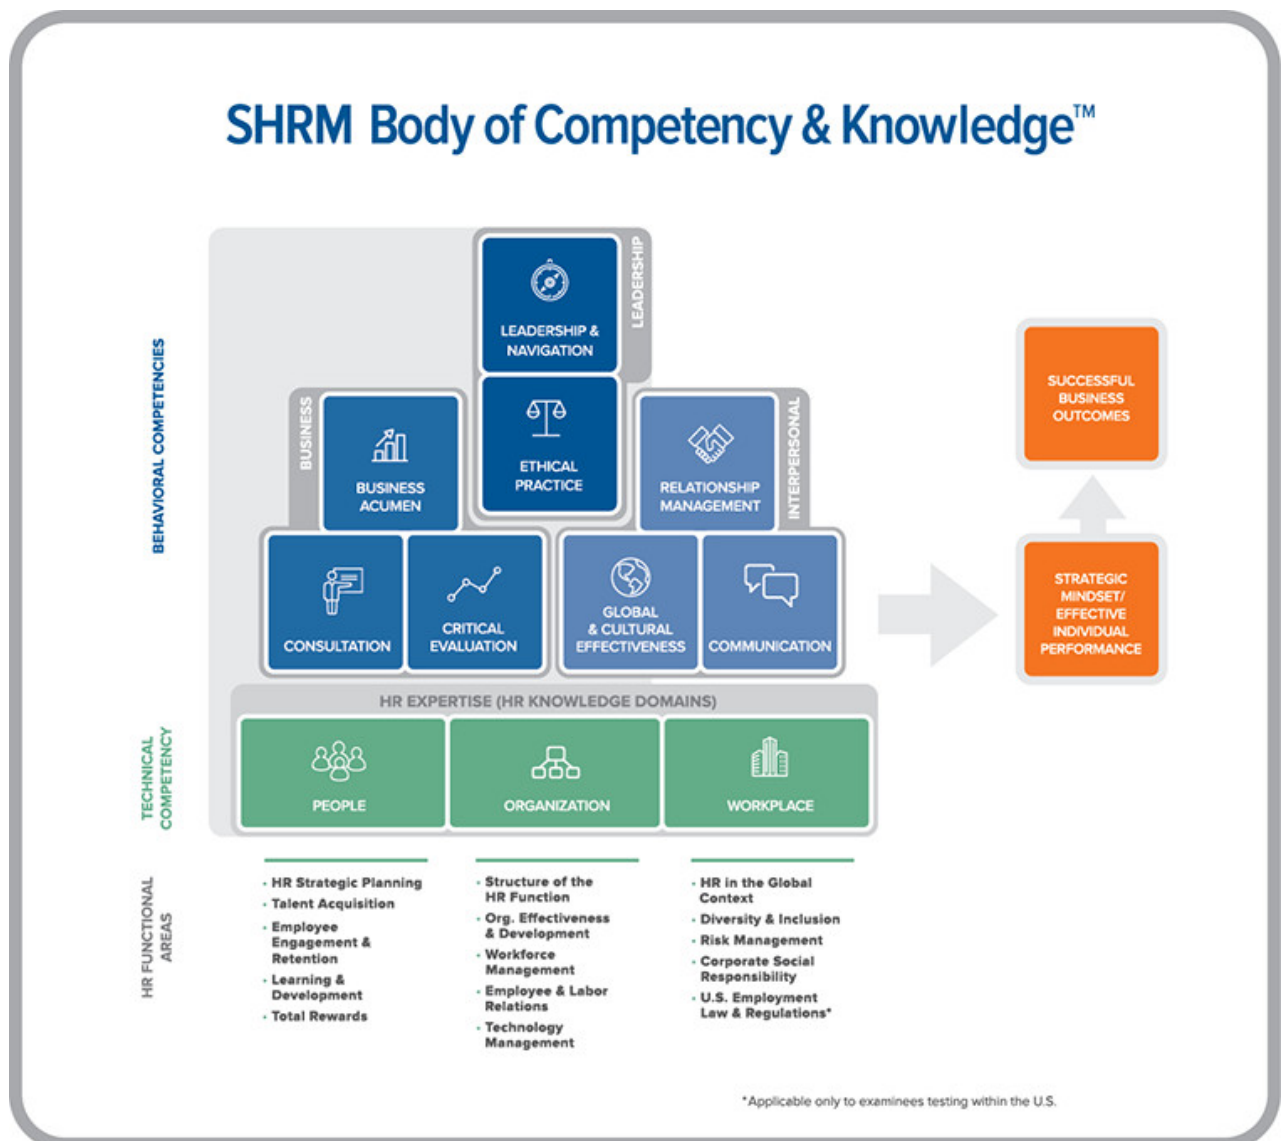 SHRM Body of Competency & Knowledge™
BEHAVIORAL COMPETENCIES
LEADERSHIP
LEADERSHIP &
NAVIGATION
ETHICAL
PRACTICE
BUSINESS
BUSINESS
ACUMEN
CONSULTATION
CRITICAL
EVALUATION
INTERPERSONAL
RELATIONSHIP
MANAGEMENT
GLOBAL
& CULTURAL
EFFECTIVENESS
COMMUNICATION
SUCCESSFUL
BUSINESS
OUTCOMES
STRATEGIC
MINDSET/
EFFECTIVE
INDIVIDUAL
PERFORMANCE
TECHNICAL
COMPETENCY
HR EXPERTISE (HR KNOWLEDGE DOMAINS)
PEOPLE
ORGANIZATION
WORKPLACE
HR FUNCTIONAL
AREAS
• HR Strategic Planning
• Talent Acquisition
• Employee
Engagement &
Retention
• Learning &
Development
• Total Rewards
• Structure of the
HR Function
• Org. Effectiveness
& Development
• Workforce
Management
• Employee & Labor
Relations
• Technology
Management
• HR in the Global
Context
• Diversity & Inclusion
• Risk Management
• Corporate Social
Responsibility
• U.S. Employment
Law & Regulations*
*Applicable only to examinees testing within the U.S.